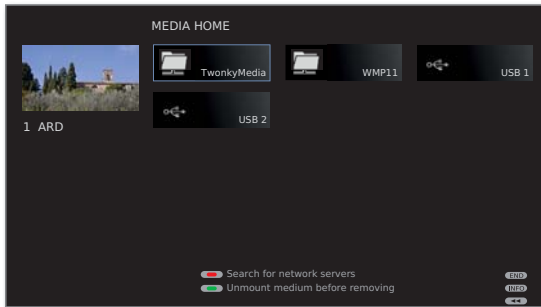 MEDIA HOME
TwonkyMedia
WMP11
USB 1
USB 2
1 ARD
Search for network servers
END
Unmount medium before removing
INFO